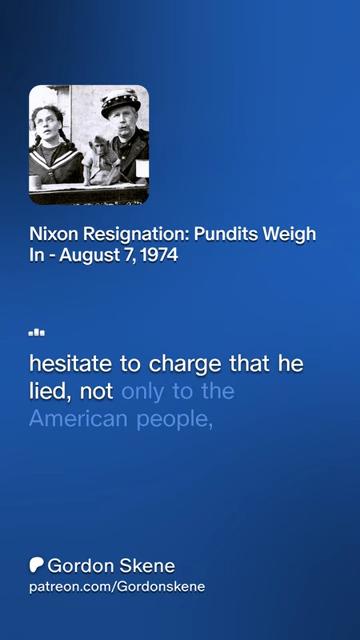 Nixon Resignation: Pundits Weigh
In - August 7, 1974
hesitate to charge that he
lied, not only to the
American people,
Gordon Skene
patreon.com/Gordonskene